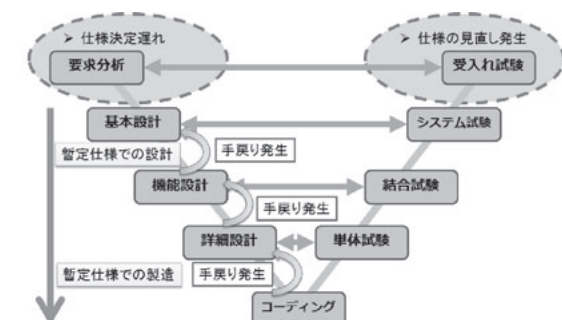 ➢ 仕様決定遅れ
➢ 仕様の見直し発生
要求分析
受入れ試験
基本設計
システム試験
暫定仕様での設計
手戻り発生
機能設計
結合試験
手戻り発生
詳細設計
単体試験
暫定仕様での製造
手戻り発生
コーディング